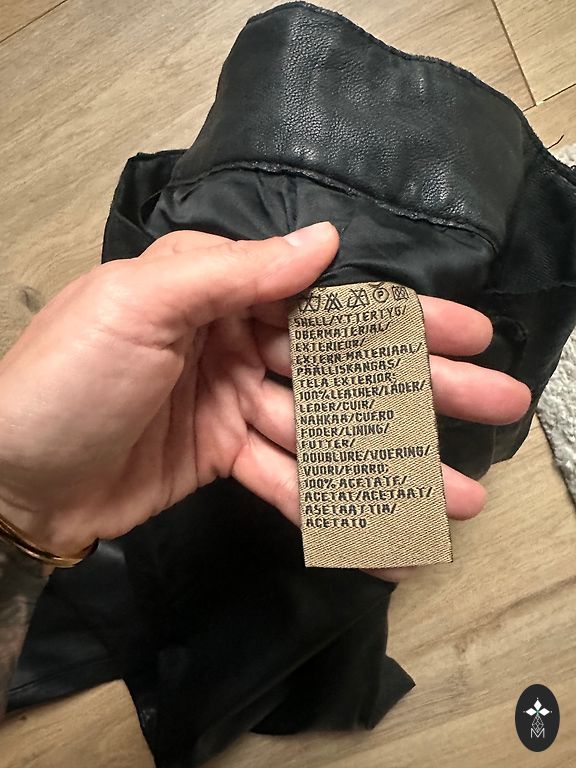 P
SHELL/YTTERTYG/
OBERMATERIAL/
EXTERIEUR/
EXTERN MATERIAAL/
PÄÄLLISKANGAS/
TELA EXTERIOR:
100%LEATHER/LÄDER/
LEDER/CUIR/
NAHKAA/CUERO
FODER/LINING/
FUTTER/
DOUBLURE/VOERING/
VUORI/FORRO:
100% ACETATE/
ACETAT/ACETAAT/
ASETAATTIA/
ACETATO
M